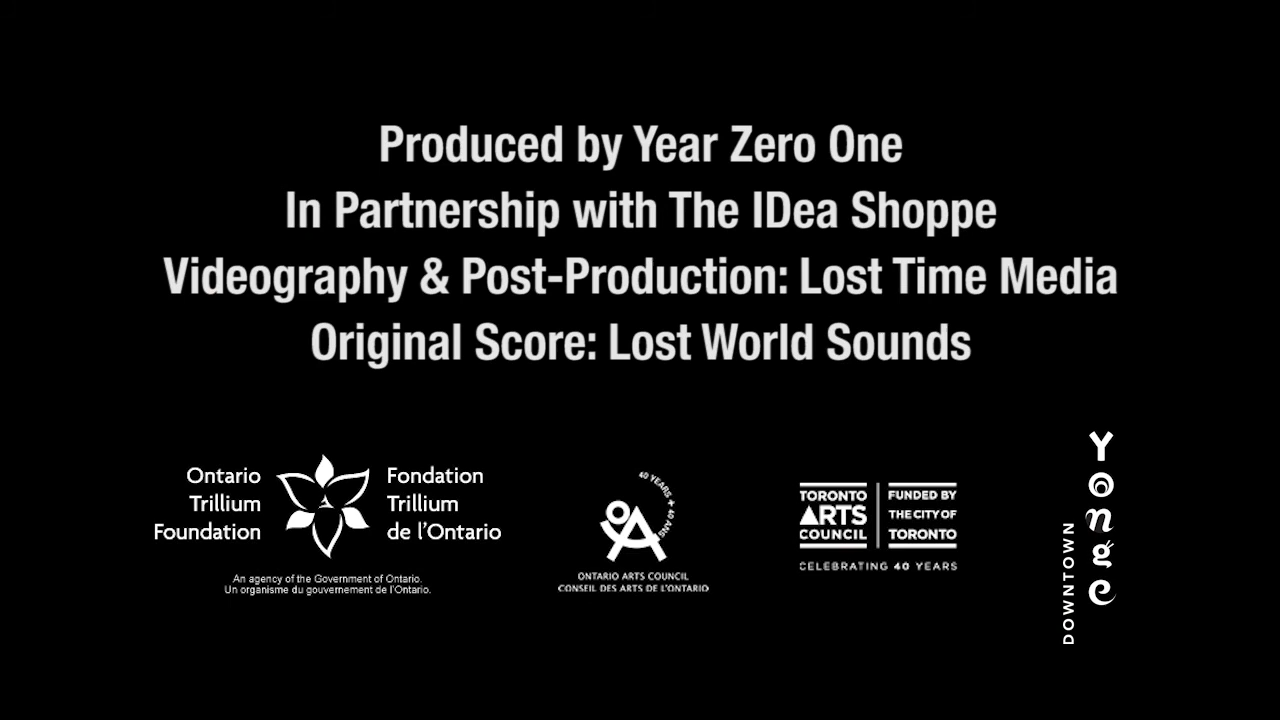 Produced by Year Zero One
In Partnership with The IDea Shoppe
Videography & Post-Production: Lost Time Media
Original Score: Lost World Sounds
Ontario
Trillium
Foundation
Fondation
Trillium
de l'Ontario
An agency of the Government of Ontario.
Un organisme du gouvernement de l'Ontario.
40 YEARS + 40 ANS
ONTARIO ARTS COUNCIL
CONSEIL DES ARTS DE L'ONTARIO
TORONTO
ARTS
COUNCIL
FUNDED BY
THE CITY OF
TORONTO
CELEBRATING 40 YEARS
DOWNTOWN
Yonge